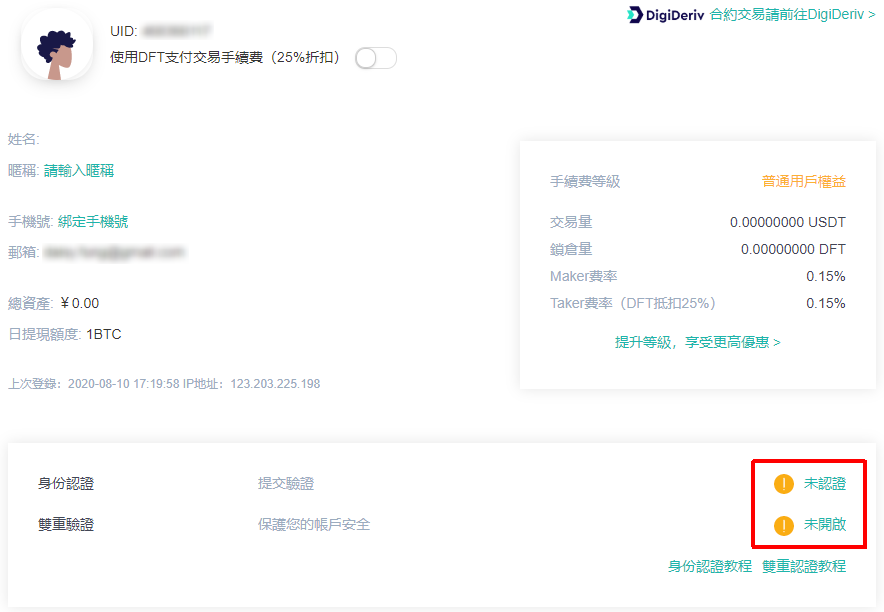 DigiDeriv 合約交易請前往DigiDeriv >
UID:
使用DFT支付交易手續費（25%折扣）
姓名:
暱稱: 請輸入暱稱
手機號: 綁定手機號
郵箱:
總資產: ¥0.00
日提現額度: 1BTC
上次登錄: 2020-08-10 17:19:58 IP地址: 123.203.225.198
手續費等級 普通用戶權益
交易量 0.00000000 USDT
鎖倉量 0.00000000 DFT
Maker費率 0.15%
Taker費率（DFT抵扣25%） 0.15%
提升等級，享受更高優惠 >
身份認證 提交驗證 ! 未認證
雙重驗證 保護您的帳戶安全 ! 未開啟
身份認證教程 雙重認證教程